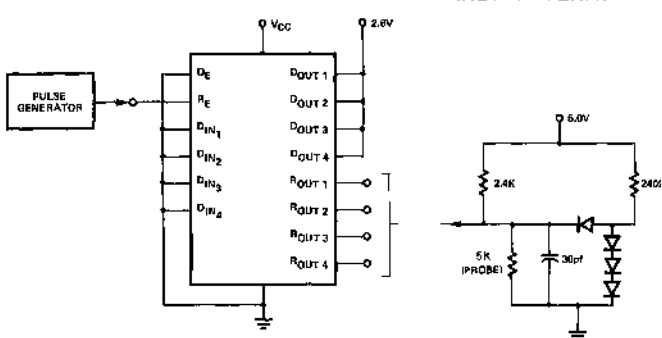 VCC
2.6V
PULSE
GENERATOR
DE
RE
DIN1
DIN2
DIN3
DIN4
DOUT 1
DOUT 2
DOUT 3
DOUT 4
ROUT 1
ROUT 2
ROUT 3
ROUT 4
5.0V
2.4K
240Ω
5K
(PROBE)
30pf